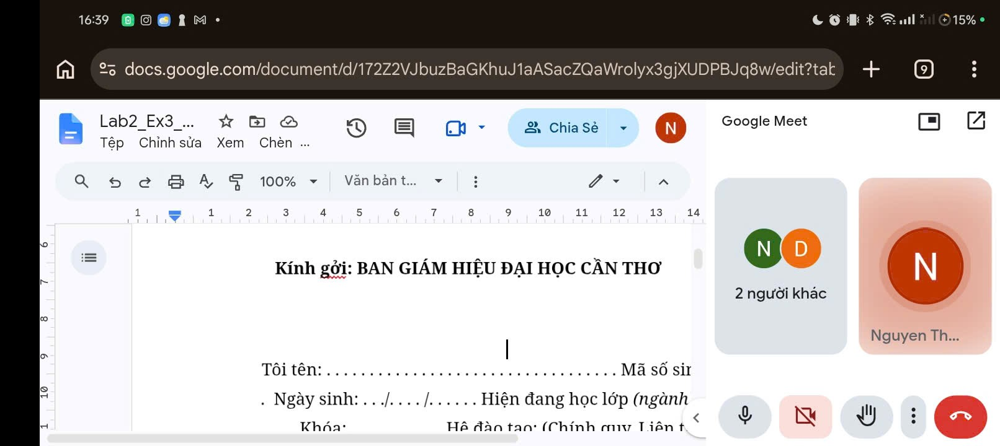 16:39
15%
docs.google.com/document/d/172Z2VJbuzBaGKhuJ1aASacZQaWrolyx3gjXUDPBJq8w/edit?tab
9
Lab2_Ex3_...
Tệp Chỉnh sửa Xem Chèn ...
Chia Sẻ
N
Google Meet
100%
Văn bản t...
1 1 2 3 4 5 6 7 8 9 10 11 12 13 14
6
7
8
9
10
1
Kính gởi: BAN GIÁM HIỆU ĐẠI HỌC CẦN THƠ
Tôi tên: . . . . . . . . . . . . . . . . . . . . . . . . . . . . . . . . . . Mã số sin
. Ngày sinh: . . ./. . . . /. . . . . . Hiện đang học lớp (ngành
Khóa: Hệ đào tạo: (Chính quy, Liên t
N D
2 người khác
N
Nguyen Th...